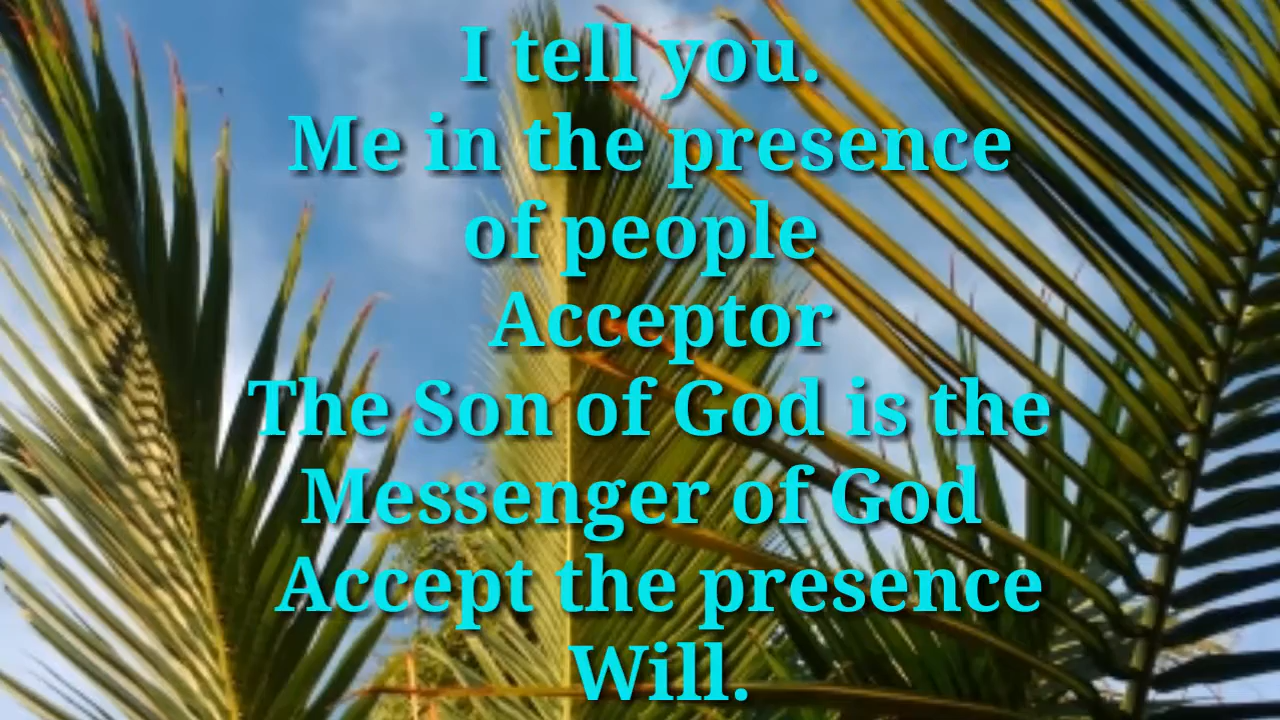 I tell you.
Me in the presence
of people
Acceptor
The Son of God is the
Messenger of God
Accept the presence
Will.